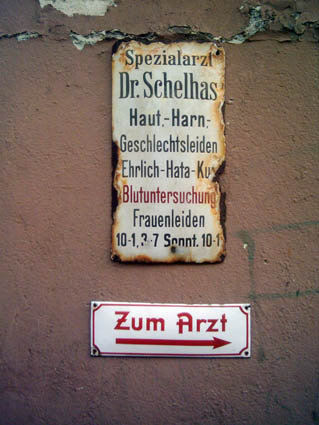 Spezialarzt
Dr. Schelhas
Haut,-Harn,-
Geschlechtsleiden
Ehrlich-Hata-Ku
Blutuntersuchung
Frauenleiden
10-1, 3-7 Sonnt. 10-1
Zum Arzt